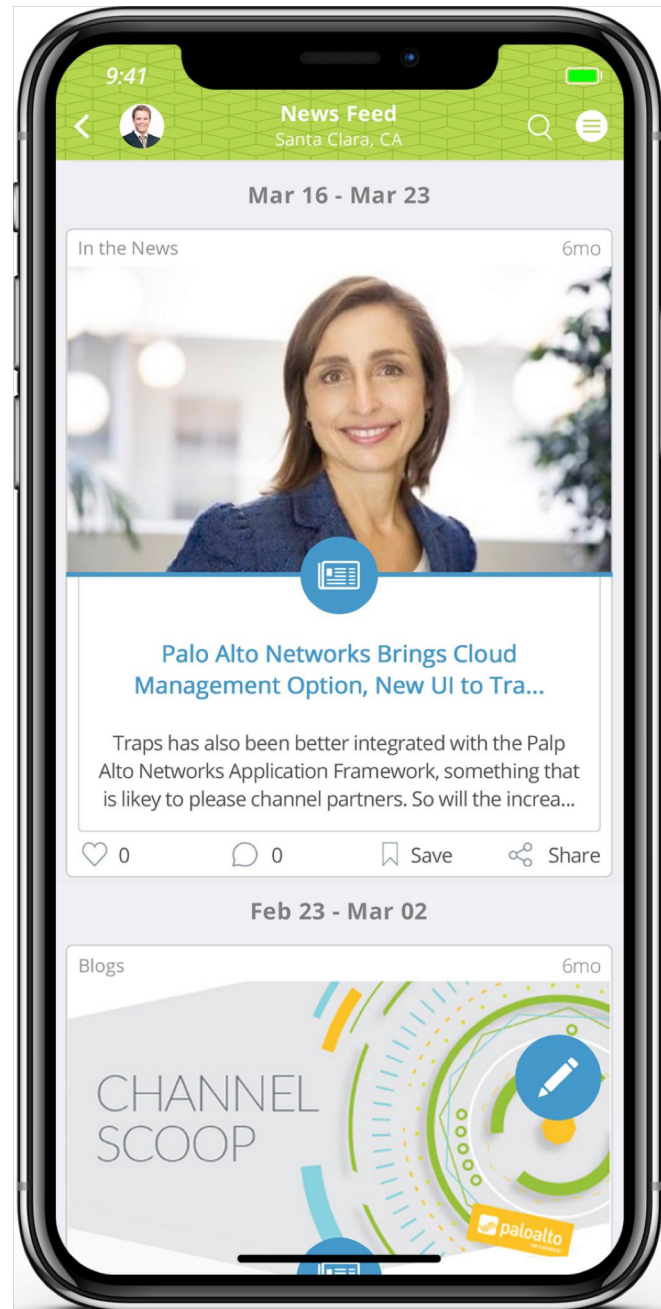 9:41
News Feed
Santa Clara, CA
Mar 16 - Mar 23
In the News
6mo
Palo Alto Networks Brings Cloud
Management Option, New UI to Tra...
Traps has also been better integrated with the Palp
Alto Networks Application Framework, something that
is likey to please channel partners. So will the increa...
0
0
Save
Share
Feb 23 - Mar 02
Blogs
6mo
CHANNEL
SCOOP
paloalto